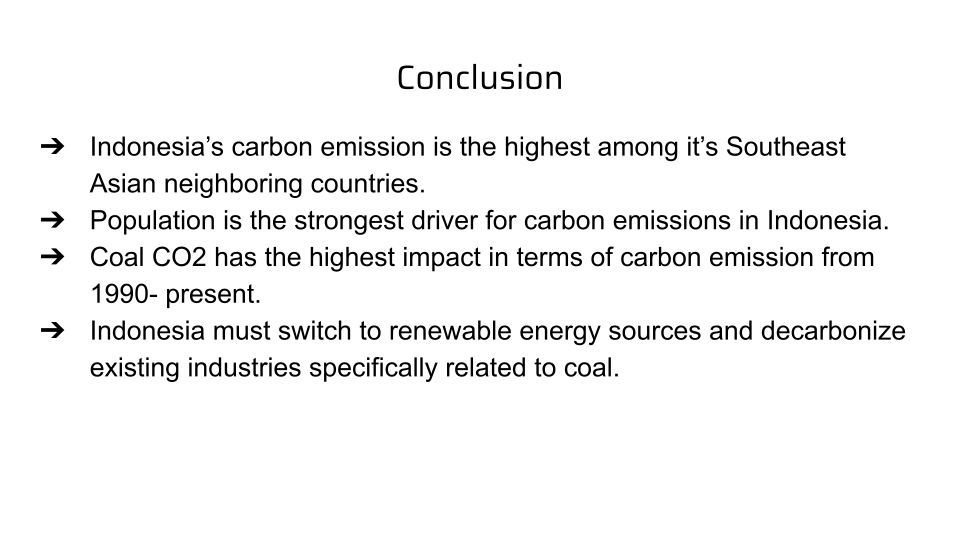 Conclusion
➔ Indonesia’s carbon emission is the highest among it’s Southeast
Asian neighboring countries.
➔ Population is the strongest driver for carbon emissions in Indonesia.
➔ Coal CO2 has the highest impact in terms of carbon emission from
1990- present.
➔ Indonesia must switch to renewable energy sources and decarbonize
existing industries specifically related to coal.